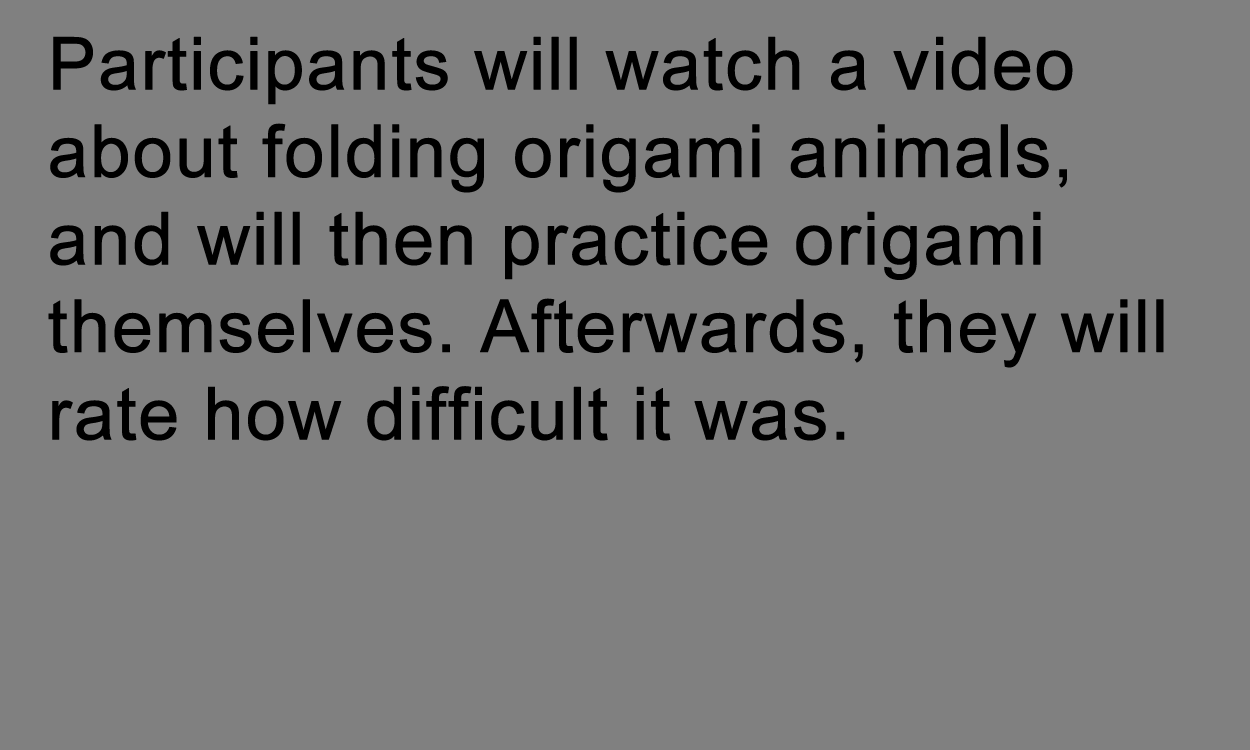 Participants will watch a video
about folding origami animals,
and will then practice origami
themselves. Afterwards, they will
rate how difficult it was.